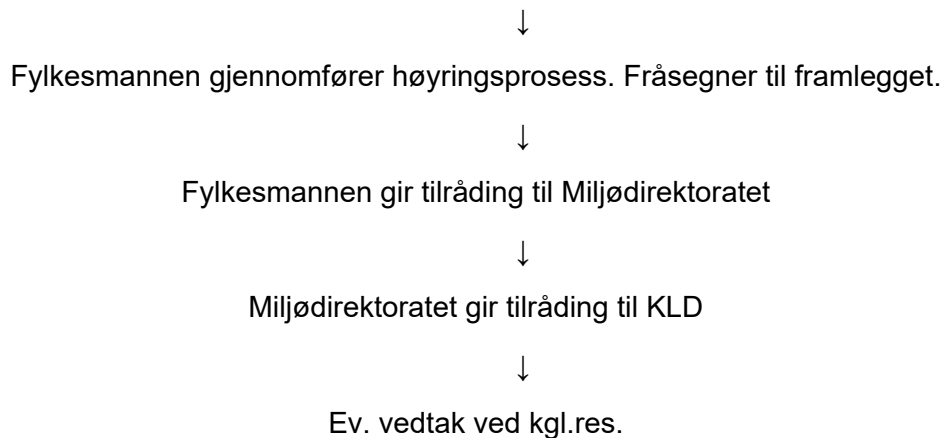 ↓
Fylkesmannen gjennomfører høyringsprosess. Fråsegner til framlegget.
↓
Fylkesmannen gir tilråding til Miljødirektoratet
↓
Miljødirektoratet gir tilråding til KLD
↓
Ev. vedtak ved kgl.res.